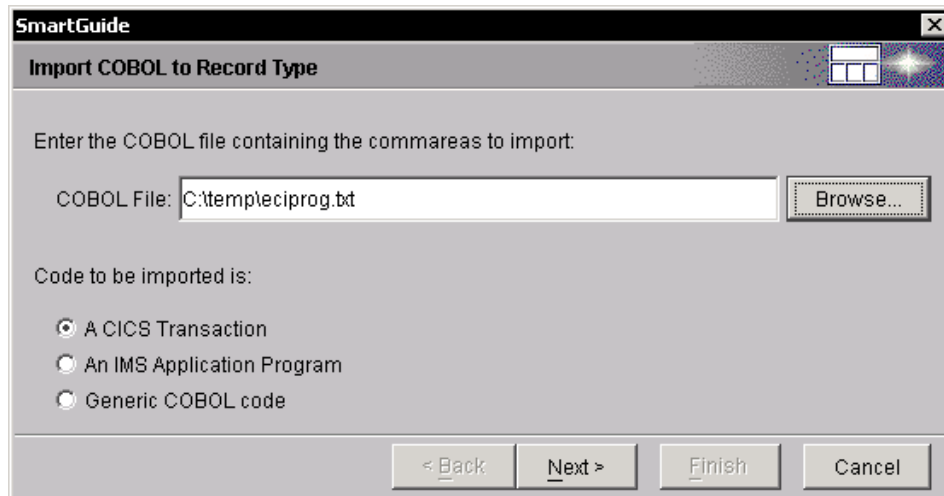 SmartGuide
Import COBOL to Record Type
Enter the COBOL file containing the commareas to import:
COBOL File: C:\temp\eciprog.txt Browse...
Code to be imported is:
A CICS Transaction
An IMS Application Program
Generic COBOL code
< Back Next > Finish Cancel